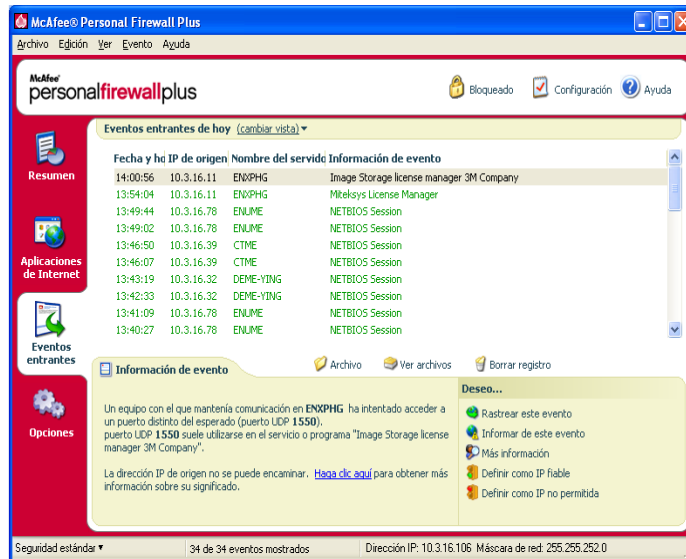 McAfee® Personal Firewall Plus
Archivo Edición Ver Evento Ayuda
McAfee
personalfirewallplus
Bloqueado Configuración Ayuda
Resumen
Aplicaciones
de Internet
Eventos
entrantes
Opciones
Eventos entrantes de hoy (cambiar vista)
Fecha y ho IP de origen Nombre del servido Información de evento
14:00:56 10.3.16.11 ENXPHG Image Storage license manager 3M Company
13:54:04 10.3.16.11 ENXPHG Miteksys License Manager
13:49:44 10.3.16.78 ENUME NETBIOS Session
13:49:02 10.3.16.78 ENUME NETBIOS Session
13:46:50 10.3.16.39 CTME NETBIOS Session
13:46:07 10.3.16.39 CTME NETBIOS Session
13:43:19 10.3.16.32 DEME-YING NETBIOS Session
13:42:33 10.3.16.32 DEME-YING NETBIOS Session
13:41:09 10.3.16.78 ENUME NETBIOS Session
13:40:27 10.3.16.78 ENUME NETBIOS Session
Información de evento
Archivo Ver archivos Borrar registro
Un equipo con el que mantenía comunicación en ENXPHG ha intentado acceder a
un puerto distinto del esperado (puerto UDP 1550).
puerto UDP 1550 suele utilizarse en el servicio o programa "Image Storage license
manager 3M Company".
La dirección IP de origen no se puede encaminar. Haga clic aquí para obtener más
información sobre su significado.
Deseo...
Rastrear este evento
Informar de este evento
Más información
Definir como IP fiable
Definir como IP no permitida
Seguridad estándar 34 de 34 eventos mostrados Dirección IP: 10.3.16.106 Máscara de red: 255.255.252.0